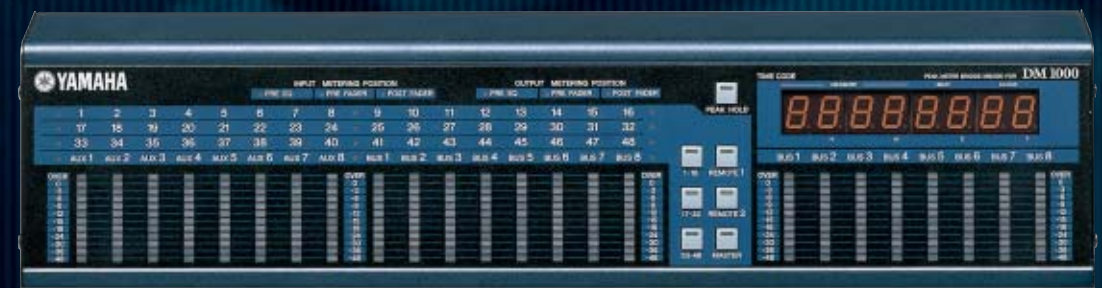 YAMAHA
INPUT METERING POSITION
PRE EQ PRE FADER POST FADER
OUTPUT METERING POSITION
PRE EQ PRE FADER POST FADER
PEAK HOLD
TIME CODE
PEAK METER BRIDGE MB1000 FOR DM 1000
1 2 3 4 5 6 7 8 9 10 11 12 13 14 15 16
17 18 19 20 21 22 23 24 25 26 27 28 29 30 31 32
33 34 35 36 37 38 39 40 41 42 43 44 45 46 47 48
AUX 1 AUX 2 AUX 3 AUX 4 AUX 5 AUX 6 AUX 7 AUX 8 BUS 1 BUS 2 BUS 3 BUS 4 BUS 5 BUS 6 BUS 7 BUS 8
BUS 1 BUS 2 BUS 3 BUS 4 BUS 5 BUS 6 BUS 7 BUS 8
OVER OVER OVER
1-16 REMOTE 1
17-32 REMOTE 2
33-48 MASTER
OVER OVER